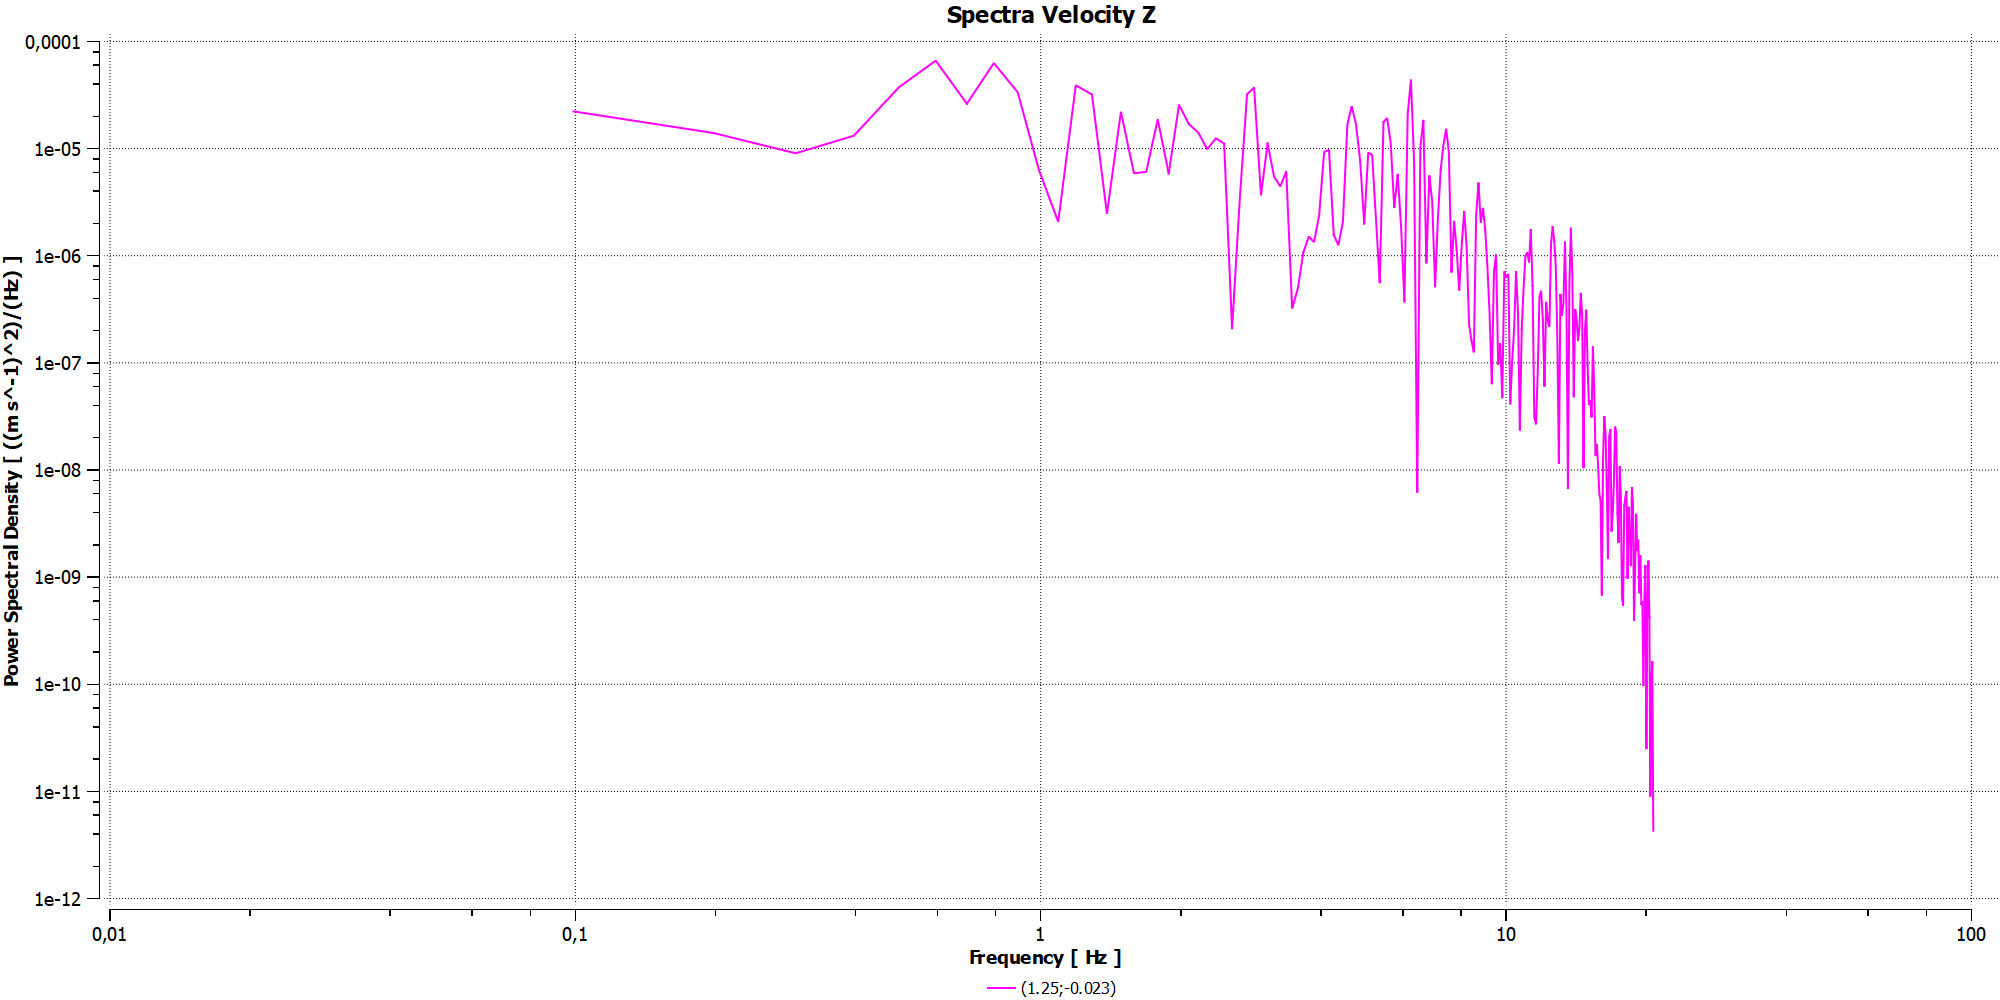 Spectra Velocity Z
0,0001
1e-05
1e-06
1e-07
1e-08
1e-09
1e-10
1e-11
1e-12
Power Spectral Density [ ((m s^-1)^2)/(Hz) ]
0,01
0,1
1
10
100
Frequency [ Hz ]
(1.25;-0.023)